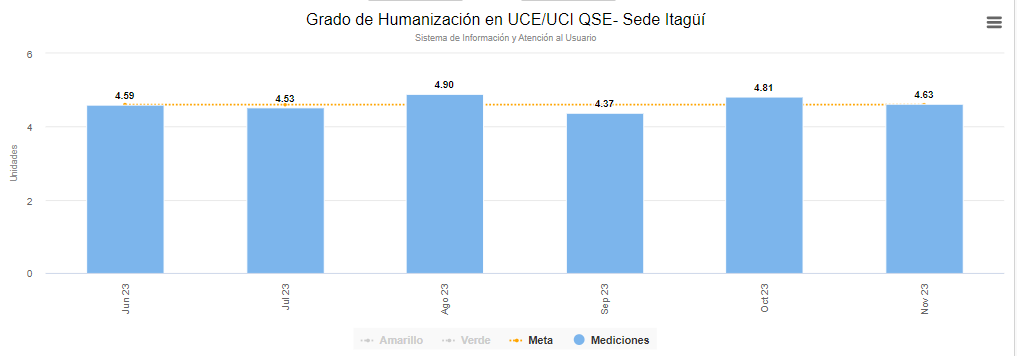 Grado de Humanización en UCE/UCI QSE- Sede Itagüí
Sistema de Información y Atención al Usuario
Unidades
6
4
2
0
4.59
4.53
4.90
4.37
4.81
4.63
Jun 23
Jul 23
Ago 23
Sep 23
Oct 23
Nov 23
Amarillo Verde Meta Mediciones